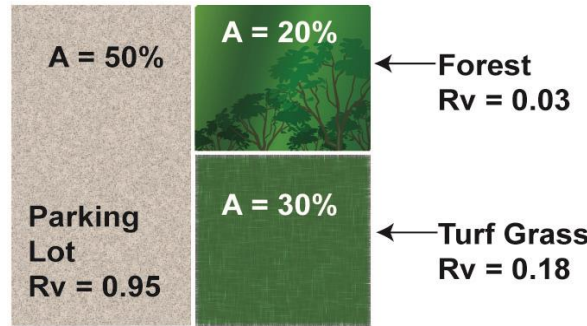 A = 50%
Parking
Lot
Rv = 0.95
A = 20%
Forest
Rv = 0.03
A = 30%
Turf Grass
Rv = 0.18